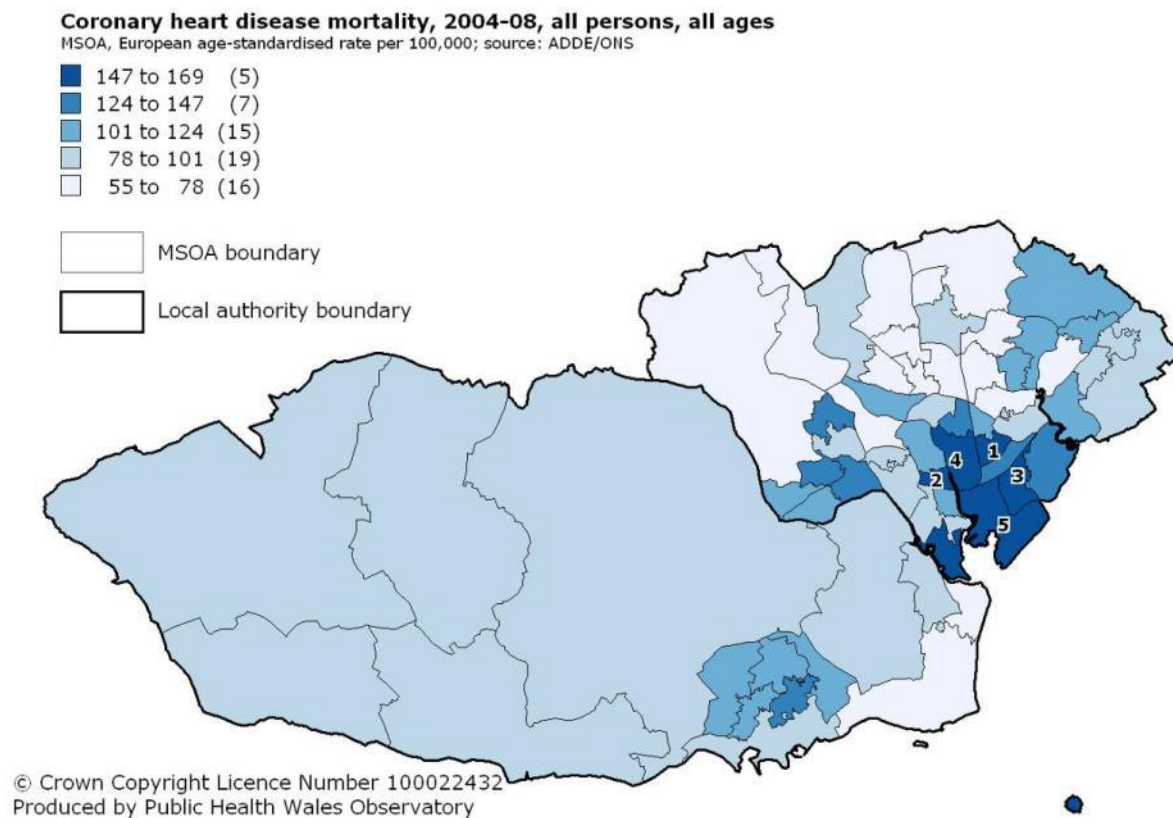 Coronary heart disease mortality, 2004-08, all persons, all ages
MSOA, European age-standardised rate per 100,000; source: ADDE/ONS
147 to 169 (5)
124 to 147 (7)
101 to 124 (15)
78 to 101 (19)
55 to 78 (16)
MSOA boundary
Local authority boundary
1
4
2
3
5
© Crown Copyright Licence Number 100022432
Produced by Public Health Wales Observatory